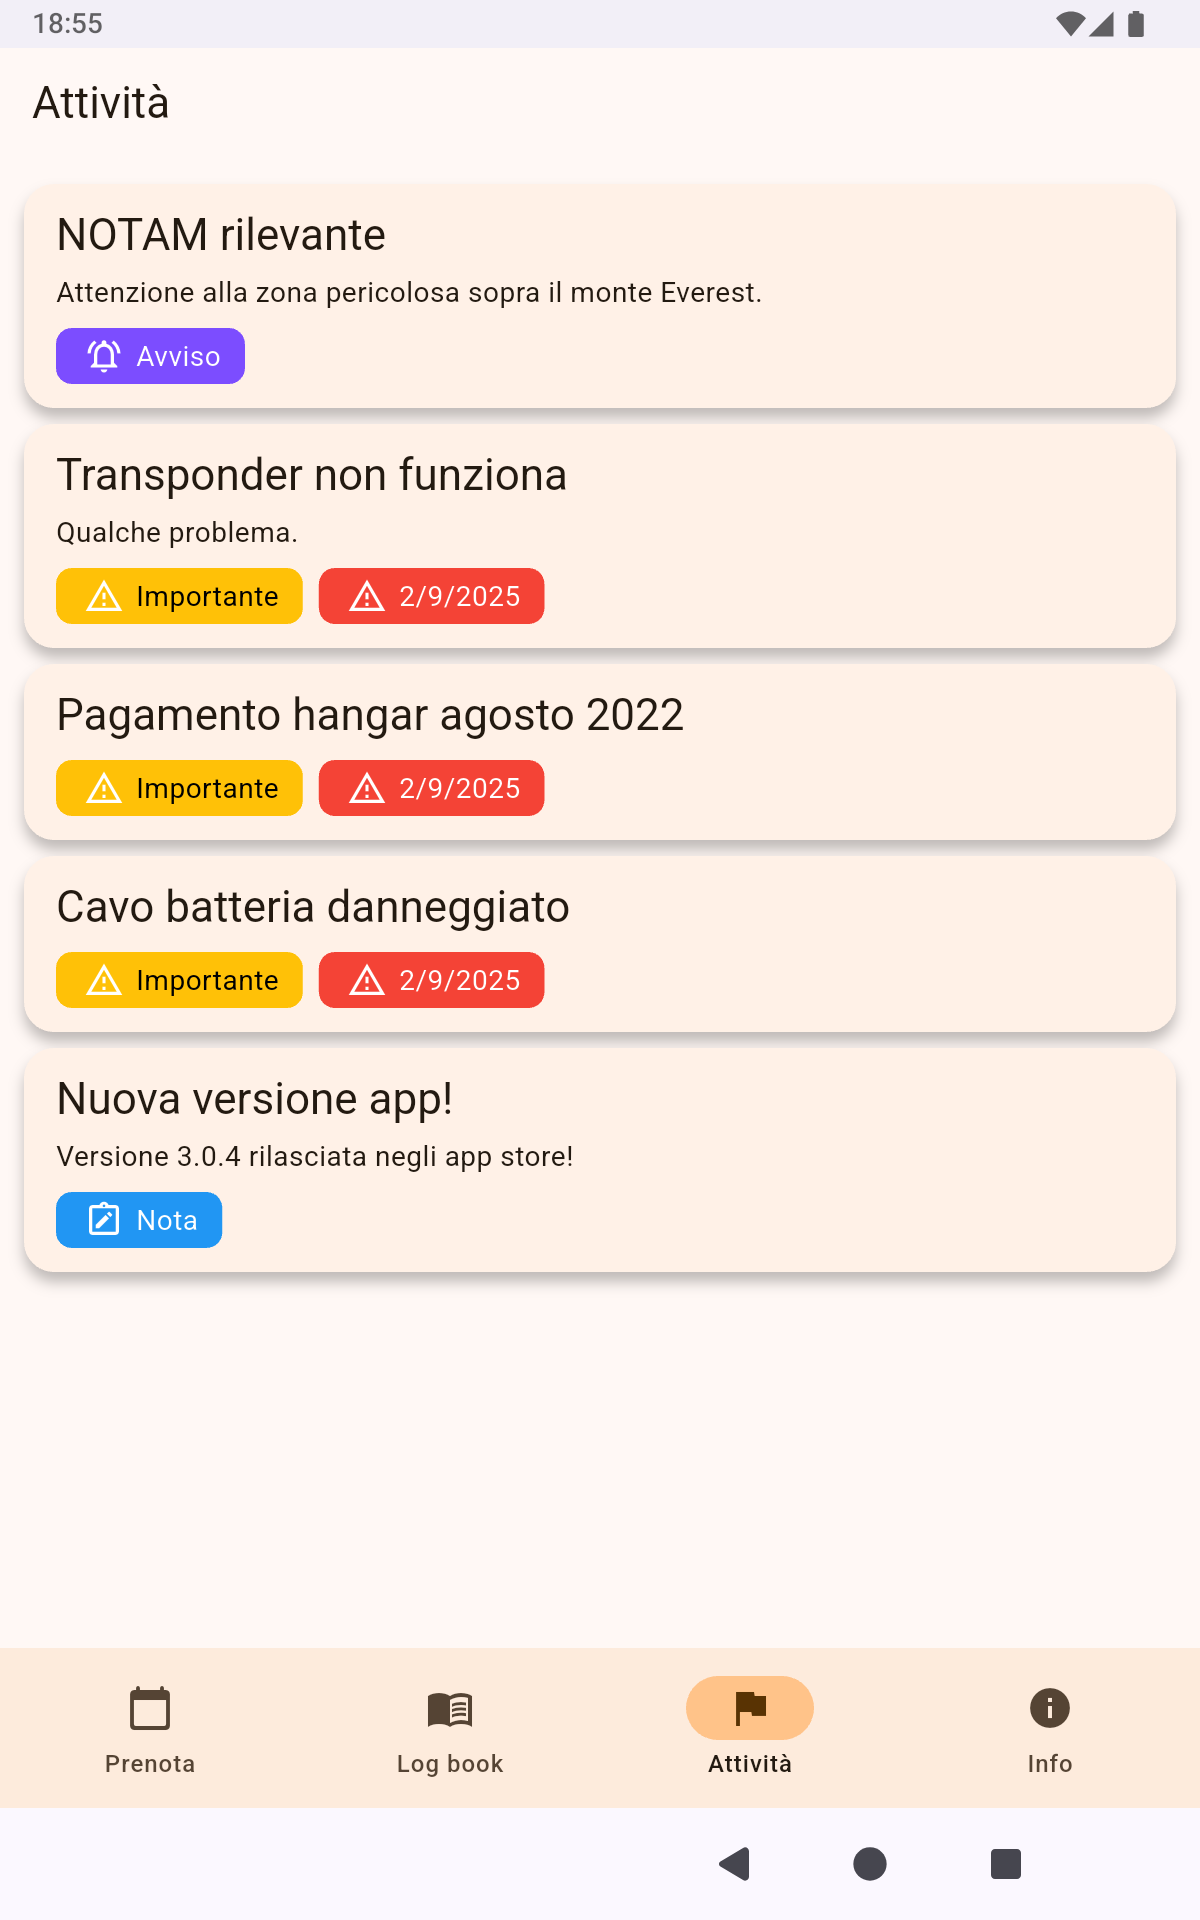 18:55
Attività
NOTAM rilevante
Attenzione alla zona pericolosa sopra il monte Everest.
Avviso
Transponder non funziona
Qualche problema.
Importante 2/9/2025
Pagamento hangar agosto 2022
Importante 2/9/2025
Cavo batteria danneggiato
Importante 2/9/2025
Nuova versione app!
Versione 3.0.4 rilasciata negli app store!
Nota
Prenota Log book Attività Info